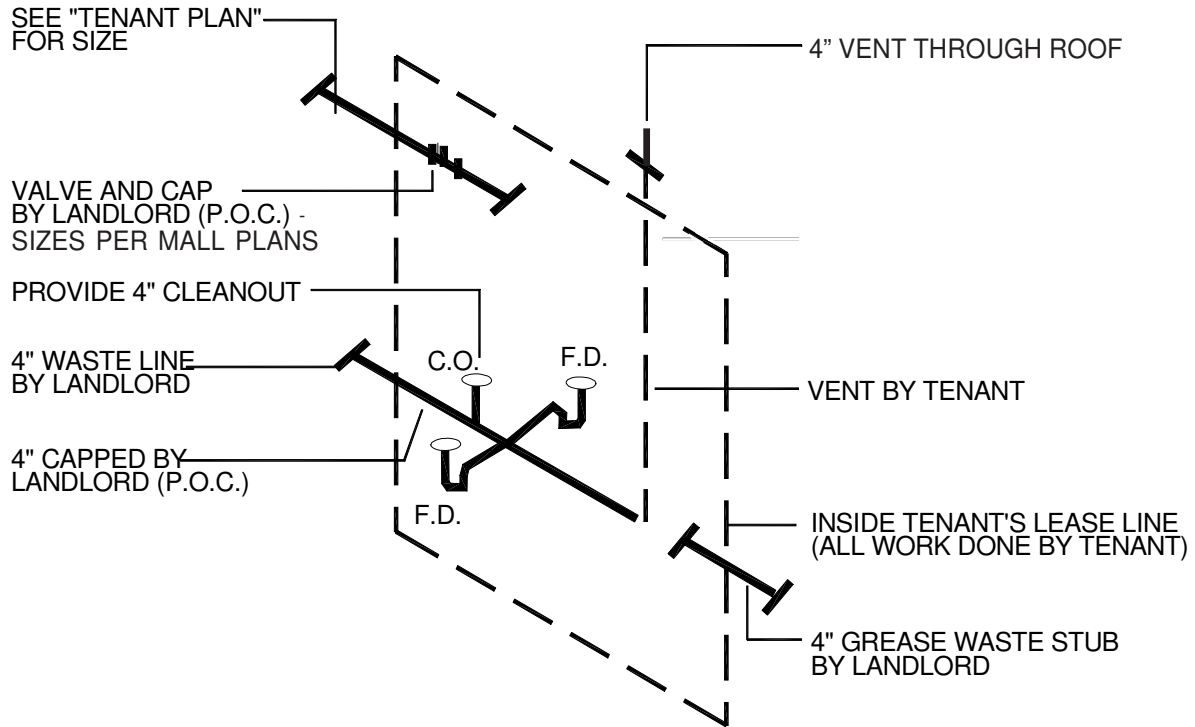 SEE "TENANT PLAN"
FOR SIZE
4” VENT THROUGH ROOF
VALVE AND CAP
BY LANDLORD (P.O.C.) -
SIZES PER MALL PLANS
PROVIDE 4" CLEANOUT
C.O.
F.D.
4" WASTE LINE
BY LANDLORD
VENT BY TENANT
4" CAPPED BY
LANDLORD (P.O.C.)
F.D.
INSIDE TENANT'S LEASE LINE
(ALL WORK DONE BY TENANT)
4" GREASE WASTE STUB
BY LANDLORD